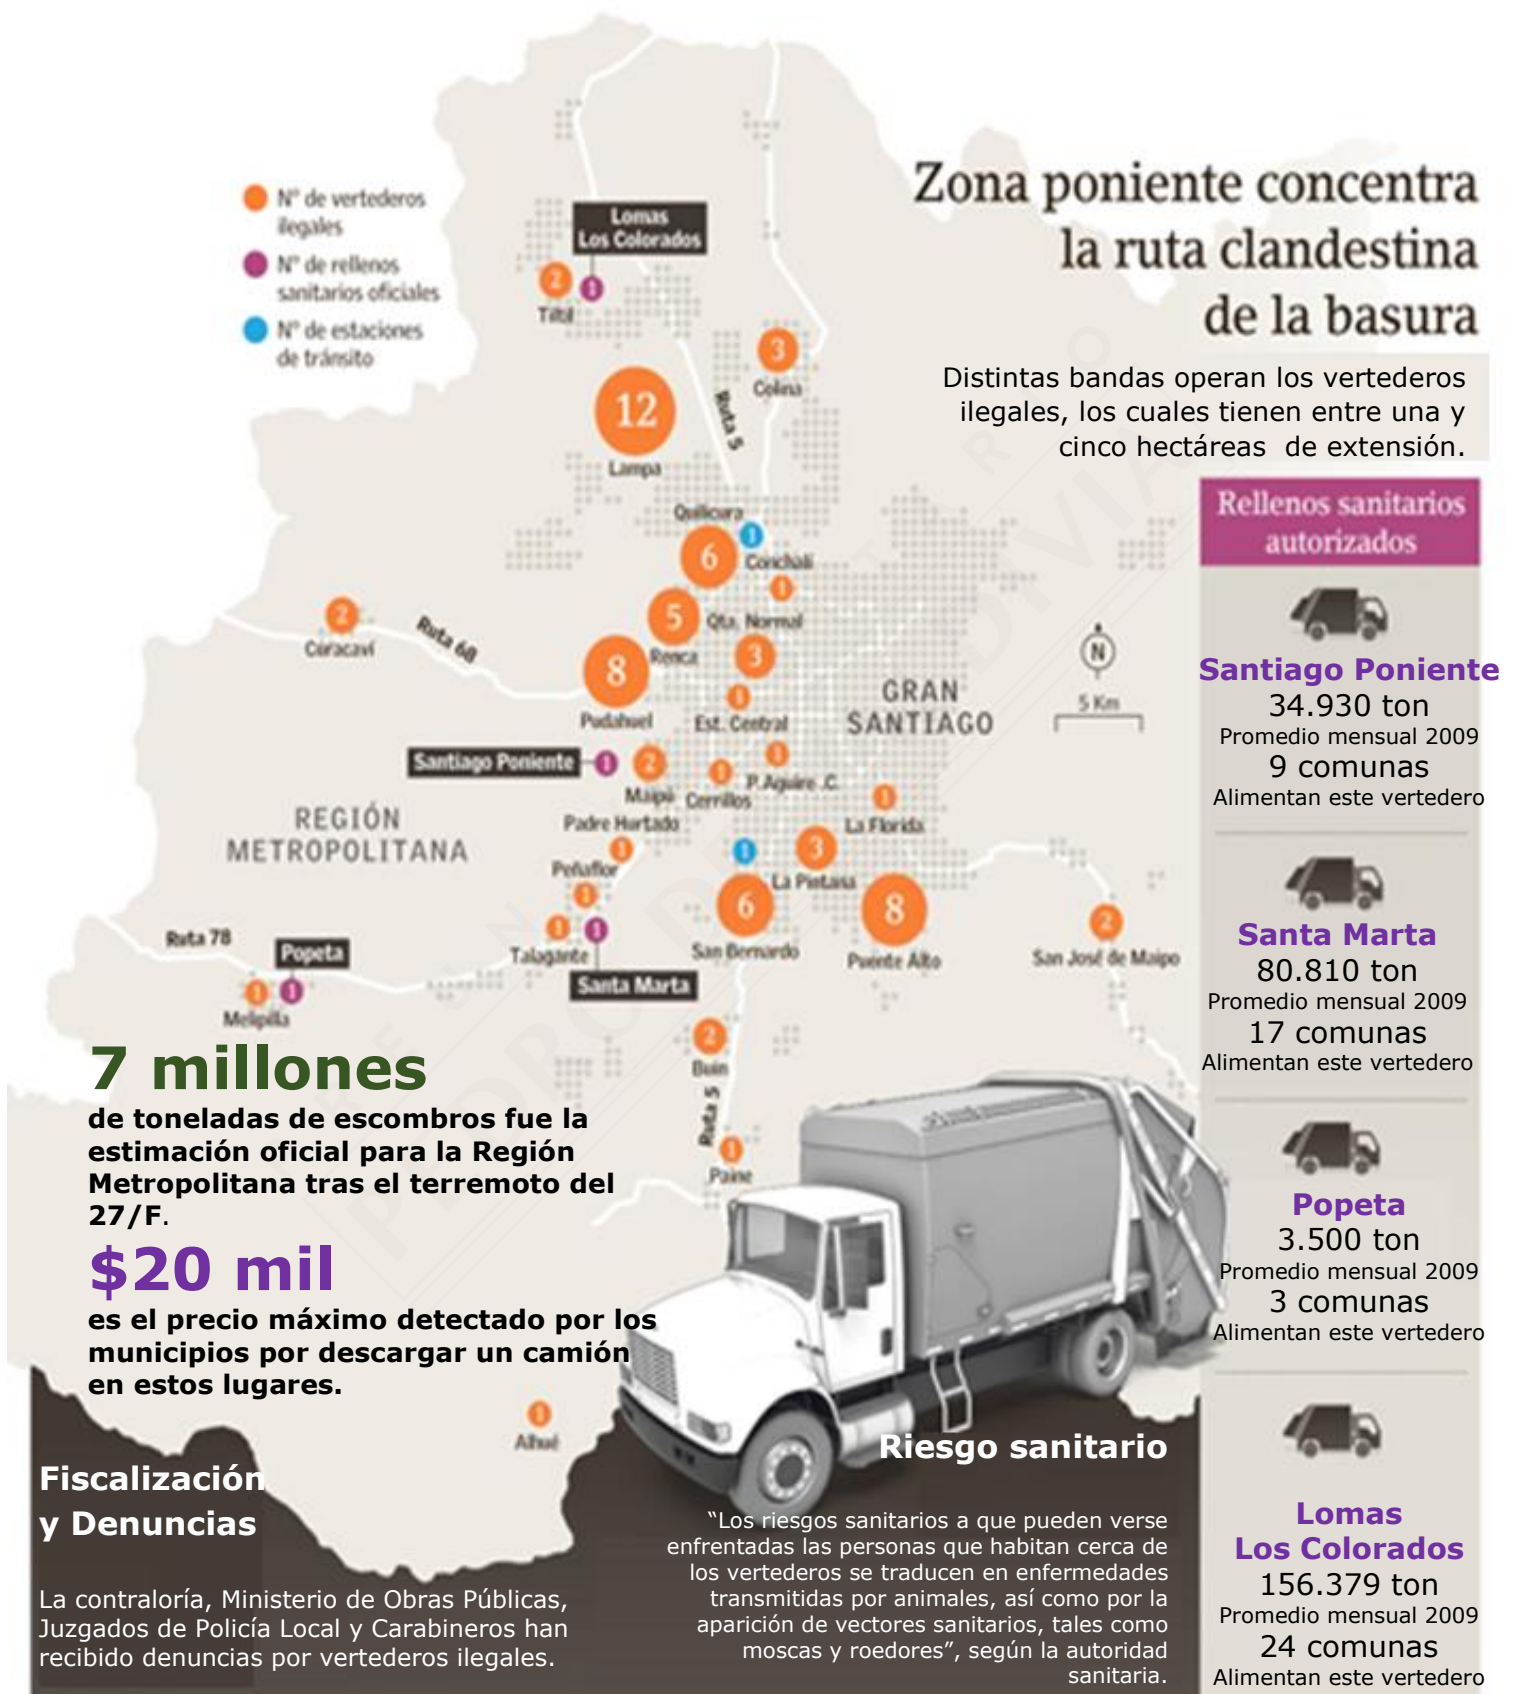 Zona poniente concentra
la ruta clandestina
de la basura
Distintas bandas operan los vertederos
ilegales, los cuales tienen entre una y
cinco hectáreas de extensión.
N° de vertederos
ilegales
N° de rellenos
sanitarios oficiales
N° de estaciones
de tránsito
Lomas
Los Colorados
2
1
Tiltil
3
Colina
12
Lampa
Ruta 5
Quilicura
6
1
Conchalí
1
2
Curacaví
Ruta 68
5
Renca
Qta. Normal
3
8
Pudahuel
1
Est. Central
GRAN
SANTIAGO
N
5 Km
Santiago Poniente
1
2
Maipú
1
Cerrillos
1
P.Aguire .C.
1
La Florida
REGIÓN
METROPOLITANA
Padre Hurtado
1
Peñaflor
1
1
1
Talagante
Santa Marta
1
6
San Bernardo
3
La Pintana
8
Puente Alto
2
San José de Maipo
Ruta 78
Popeta
1
1
Melipilla
2
Buin
Ruta 5
1
Paine
1
Alhué
7 millones
de toneladas de escombros fue la
estimación oficial para la Región
Metropolitana tras el terremoto del
27/F.
$20 mil
es el precio máximo detectado por los
municipios por descargar un camión
en estos lugares.
Fiscalización
y Denuncias
La contraloría, Ministerio de Obras Públicas,
Juzgados de Policía Local y Carabineros han
recibido denuncias por vertederos ilegales.
Riesgo sanitario
“Los riesgos sanitarios a que pueden verse
enfrentadas las personas que habitan cerca de
los vertederos se traducen en enfermedades
transmitidas por animales, así como por la
aparición de vectores sanitarios, tales como
moscas y roedores”, según la autoridad
sanitaria.
Rellenos sanitarios
autorizados
Santiago Poniente
34.930 ton
Promedio mensual 2009
9 comunas
Alimentan este vertedero
Santa Marta
80.810 ton
Promedio mensual 2009
17 comunas
Alimentan este vertedero
Popeta
3.500 ton
Promedio mensual 2009
3 comunas
Alimentan este vertedero
Lomas
Los Colorados
156.379 ton
Promedio mensual 2009
24 comunas
Alimentan este vertedero